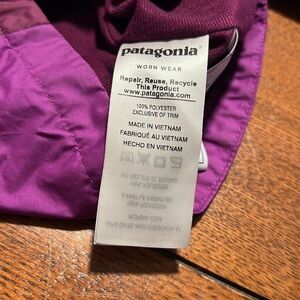 patagonia®
WORN WEAR
Repair, Reuse, Recycle
This Product
www.patagonia.com
100% POLYESTER
EXCLUSIVE OF TRIM
MADE IN VIETNAM
FABRIQUÉ AU VIETNAM
HECHO EN VIETNAM